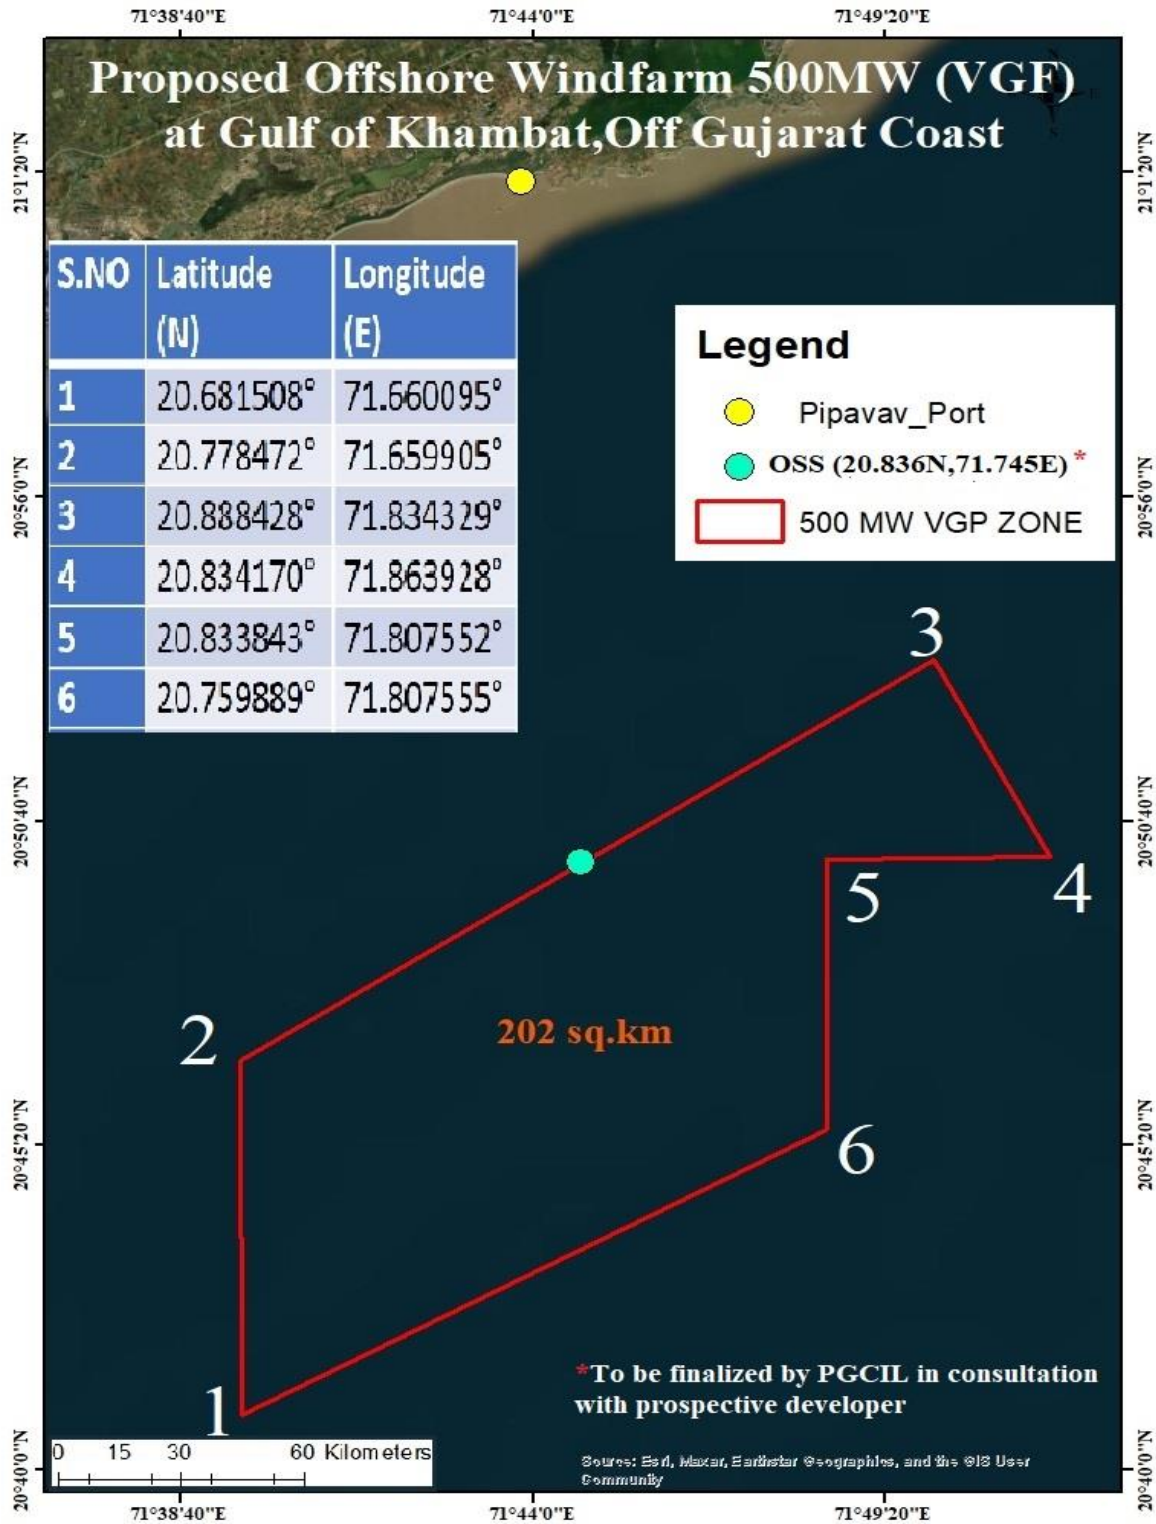 71°38'40"E 71°44'0"E 71°49'20"E
Proposed Offshore Windfarm 500MW (VGF)
at Gulf of Khambat,Off Gujarat Coast
21°1'20"N 21°1'20"N
S.NO Latitude (N) Longitude (E)
1 20.681508° 71.660095°
2 20.778472° 71.659905°
3 20.888428° 71.834329°
4 20.834170° 71.863928°
5 20.833843° 71.807552°
6 20.759889° 71.807555°
Legend
Pipavav_Port
OSS (20.836N,71.745E) *
500 MW VGP ZONE
20°56'0"N 20°56'0"N
3
20°50'40"N 20°50'40"N
5
4
2
202 sq.km
20°45'20"N 20°45'20"N
6
1
*To be finalized by PGCIL in consultation
with prospective developer
0 15 30 60 Kilometers
Source: Esri, Maxar, Earthstar Geographics, and the GIS User
Community
20°40'0"N 20°40'0"N
71°38'40"E 71°44'0"E 71°49'20"E